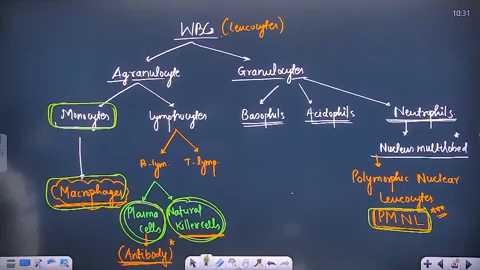 10:31
WBCs (Leucocytes)
Agranulocyte
Granulocytes
Monocytes
Lymphocytes
Basophils
Acidophils
Neutrophils
Nucleus multilobed *
B-lym.
T-lymp.
Macrophages
Polymorphic Nuclear
Leucocytes
PMNL ***
Plasma
cells
Natural
Killer cells
(Antibody) *